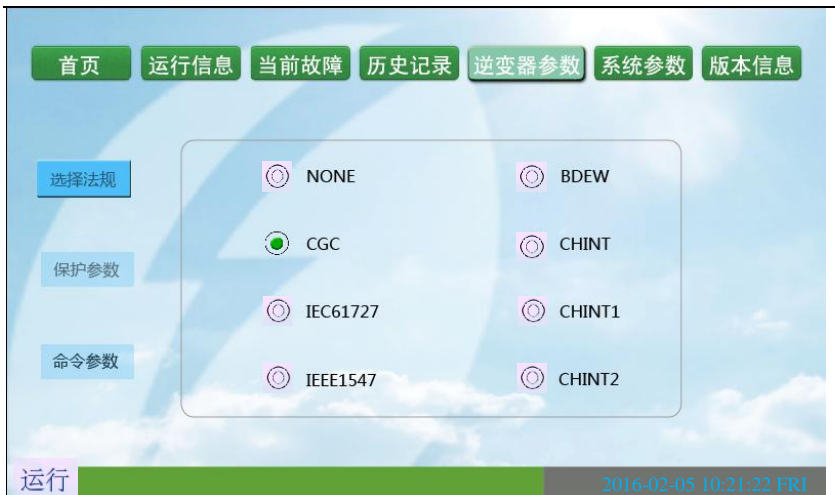 首页 运行信息 当前故障 历史记录 逆变器参数 系统参数 版本信息
选择法规 NONE BDEW
CGC CHINT
保护参数
IEC61727 CHINT1
命令参数
IEEE1547 CHINT2
运行 2016-02-05 10:21:22 FRI